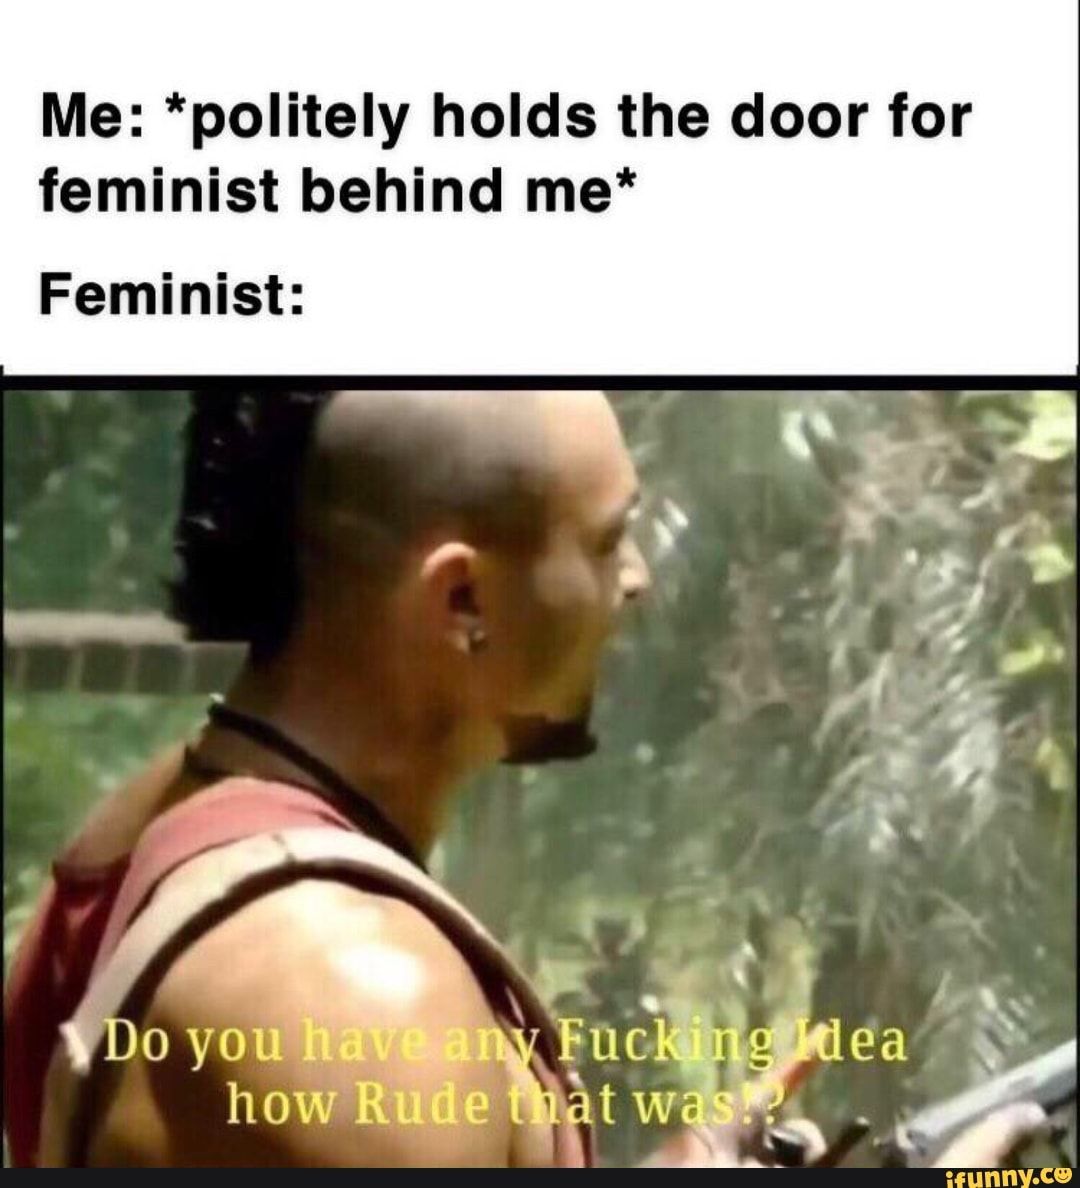 Me: *politely holds the door for
feminist behind me*
Feminist:
Do you have any Fucking Idea
how Rude that was!?
ifunny.co